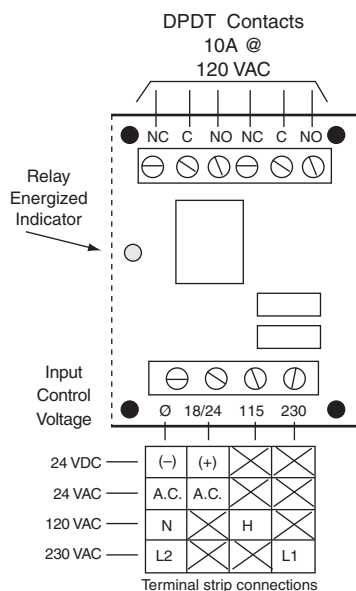 DPDT Contacts
10A @
120 VAC
NC C NO NC C NO
Relay
Energized
Indicator
Input
Control
Voltage
Ø 18/24 115 230
24 VDC (–) (+)
24 VAC A.C. A.C.
120 VAC N H
230 VAC L2 L1
Terminal strip connections